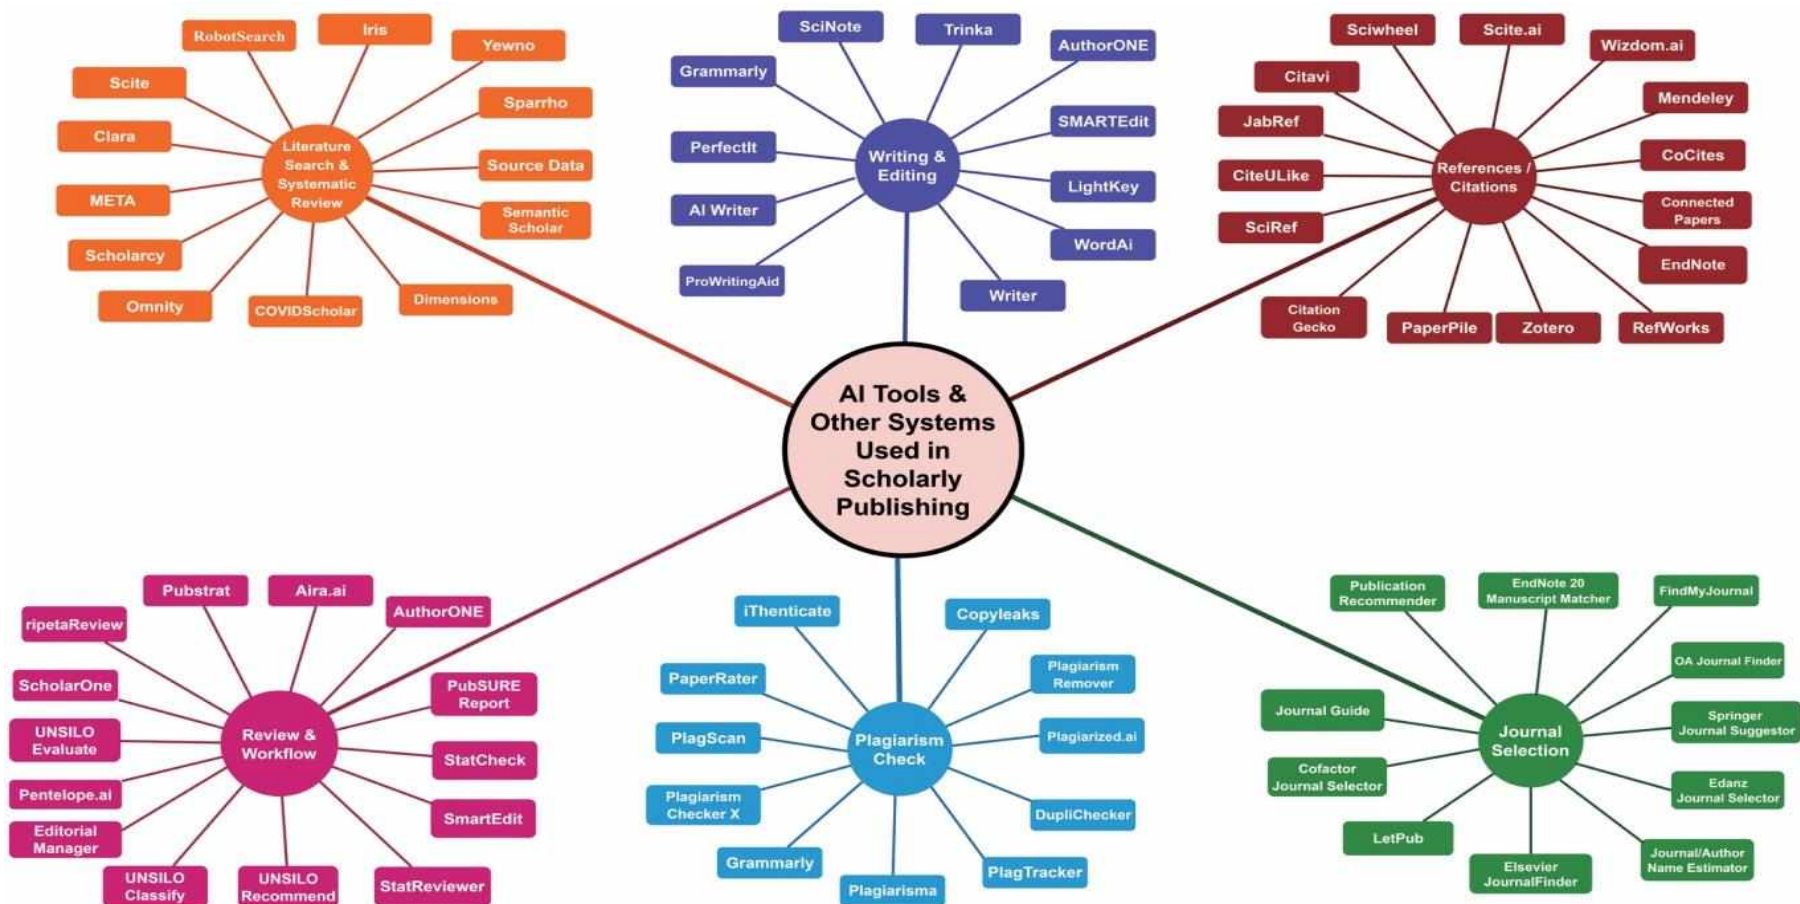 RobotSearch
Iris
Yewno
Scite
Sparrho
Clara
Source Data
META
Semantic
Scholar
Scholarcy
Omnity
COVIDScholar
Dimensions
Literature
Search &
Systematic
Review
SciNote
Trinka
AuthorONE
Grammarly
SMARTEdit
PerfectIt
LightKey
AI Writer
WordAi
ProWritingAid
Writer
Writing &
Editing
Sciwheel
Scite.ai
Wizdom.ai
Citavi
Mendeley
JabRef
CoCites
CiteULike
Connected
Papers
SciRef
EndNote
Citation
Gecko
PaperPile
Zotero
RefWorks
References /
Citations
AI Tools &
Other Systems
Used in
Scholarly
Publishing
Pubstrat
Aira.ai
AuthorONE
ripetaReview
ScholarOne
PubSURE
Report
UNSILO
Evaluate
StatCheck
Pentelope.ai
SmartEdit
Editorial
Manager
UNSILO
Classify
UNSILO
Recommend
StatReviewer
Review &
Workflow
iThenticate
Copyleaks
PaperRater
Plagiarism
Remover
PlagScan
Plagiarized.ai
Plagiarism
Checker X
DupliChecker
Grammarly
PlagTracker
Plagiarisma
Plagiarism
Check
Publication
Recommender
EndNote 20
Manuscript Matcher
FindMyJournal
OA Journal Finder
Journal Guide
Springer
Journal Suggestor
Cofactor
Journal Selector
Edanz
Journal Selector
LetPub
Elsevier
JournalFinder
Journal/Author
Name Estimator
Journal
Selection